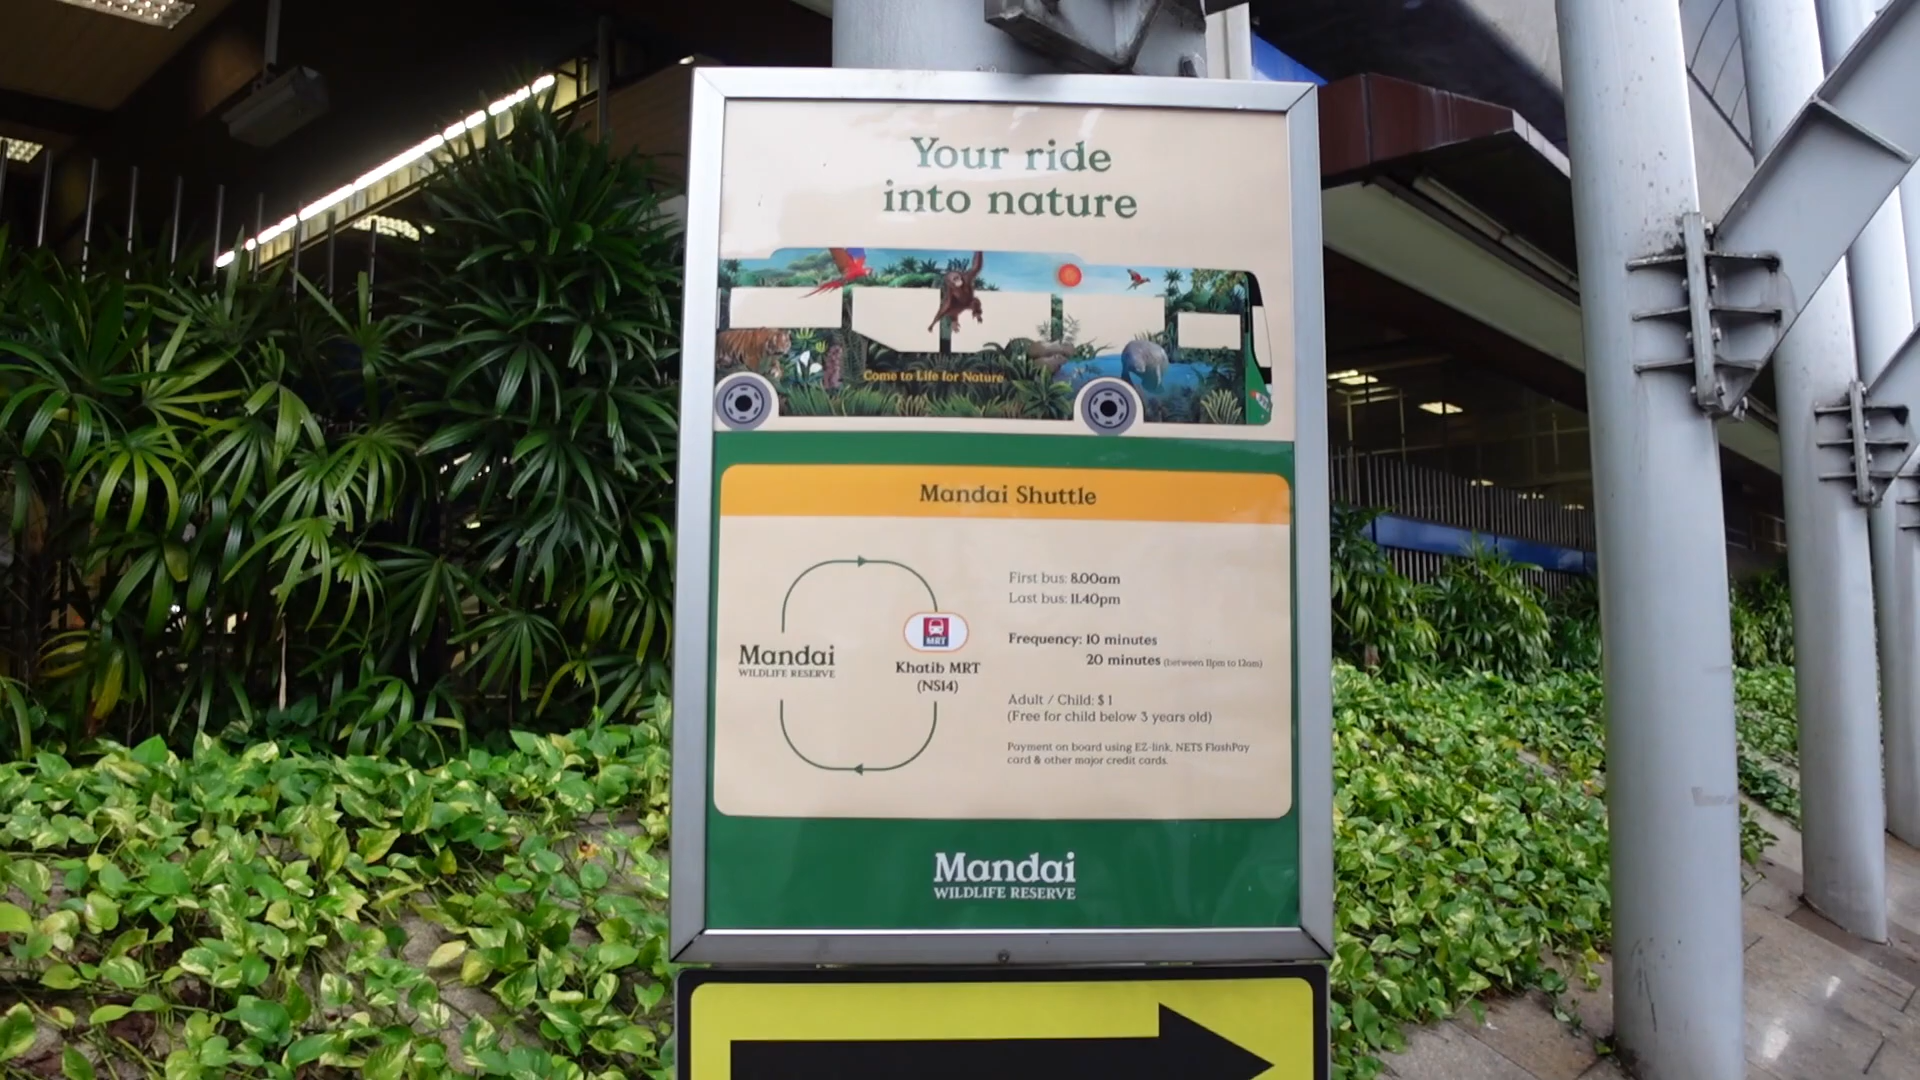 Your ride
into nature
Come to Life for Nature
Mandai Shuttle
First bus: 8.00am
Last bus: 11.40pm
Frequency: 10 minutes
20 minutes (between 11pm to 12am)
Mandai
WILDLIFE RESERVE
MRT
Khatib MRT
(NS14)
Adult / Child: $1
(Free for child below 3 years old)
Payment on board using EZ-link, NETS FlashPay
card & other major credit cards.
Mandai
WILDLIFE RESERVE